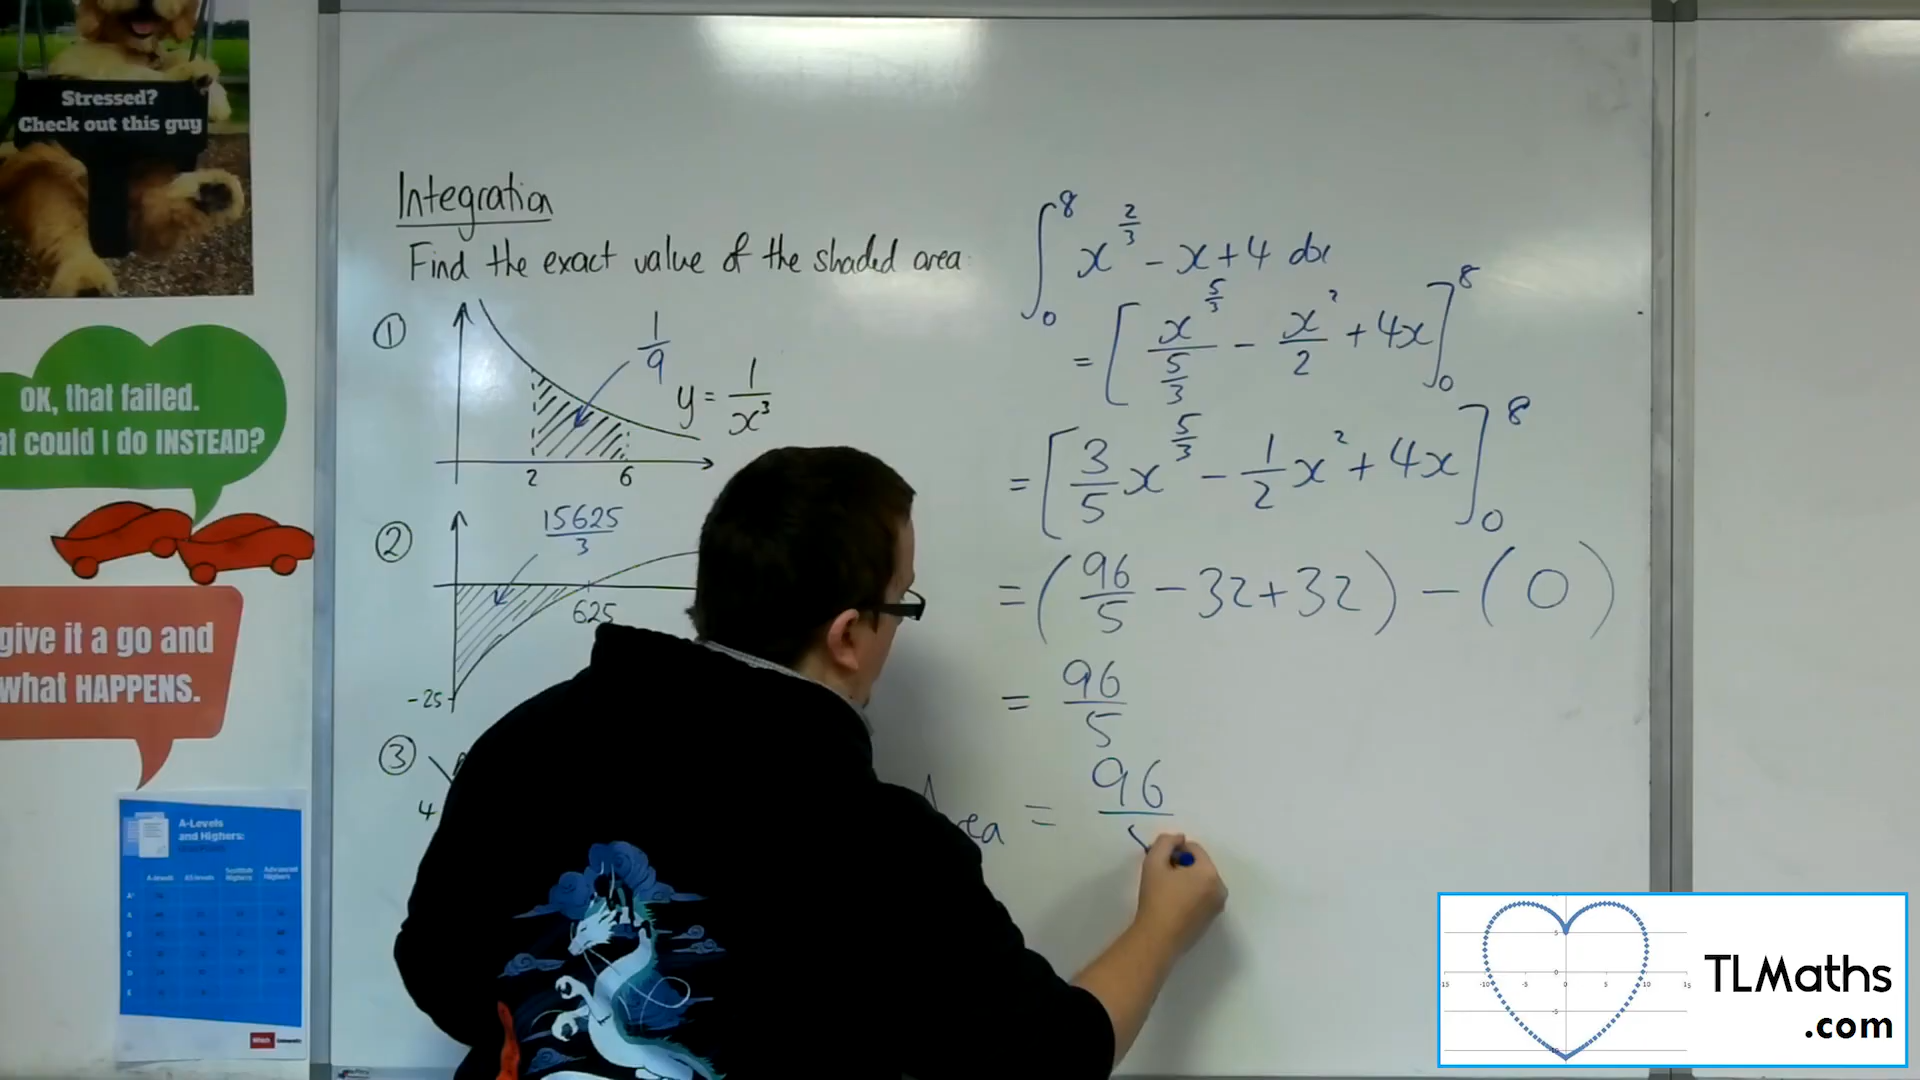 Stressed?
Check out this guy
OK, that failed.
at could I do INSTEAD?
give it a go and
what HAPPENS.
A-Levels
and Highers:
Integration
Find the exact value of the shaded area
①
1/9
y = 1/x³
2 6
②
15625/3
625
-25
③
4
∫₀⁸ x^(2/3) - x + 4 dx
= [x^(5/3)/(5/3) - x²/2 + 4x]₀⁸
= [3/5 x^(5/3) - 1/2 x² + 4x]₀⁸
= (96/5 - 32 + 32) - (0)
= 96/5
Area = 96/
TLMaths
.com